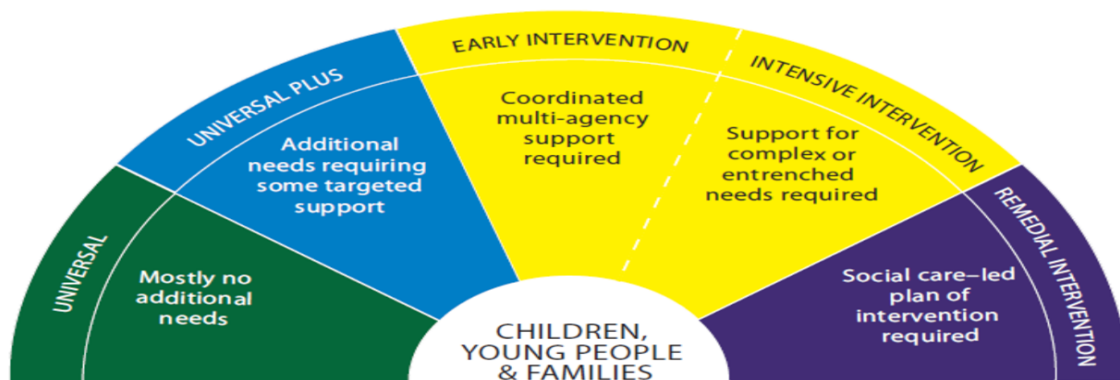 UNIVERSAL
Mostly no
additional
needs
UNIVERSAL PLUS
Additional
needs requiring
some targeted
support
EARLY INTERVENTION
Coordinated
multi-agency
support
required
INTENSIVE INTERVENTION
Support for
complex or
entrenched
needs required
REMEDIAL INTERVENTION
Social care–led
plan of
intervention
required
CHILDREN,
YOUNG PEOPLE
& FAMILIES